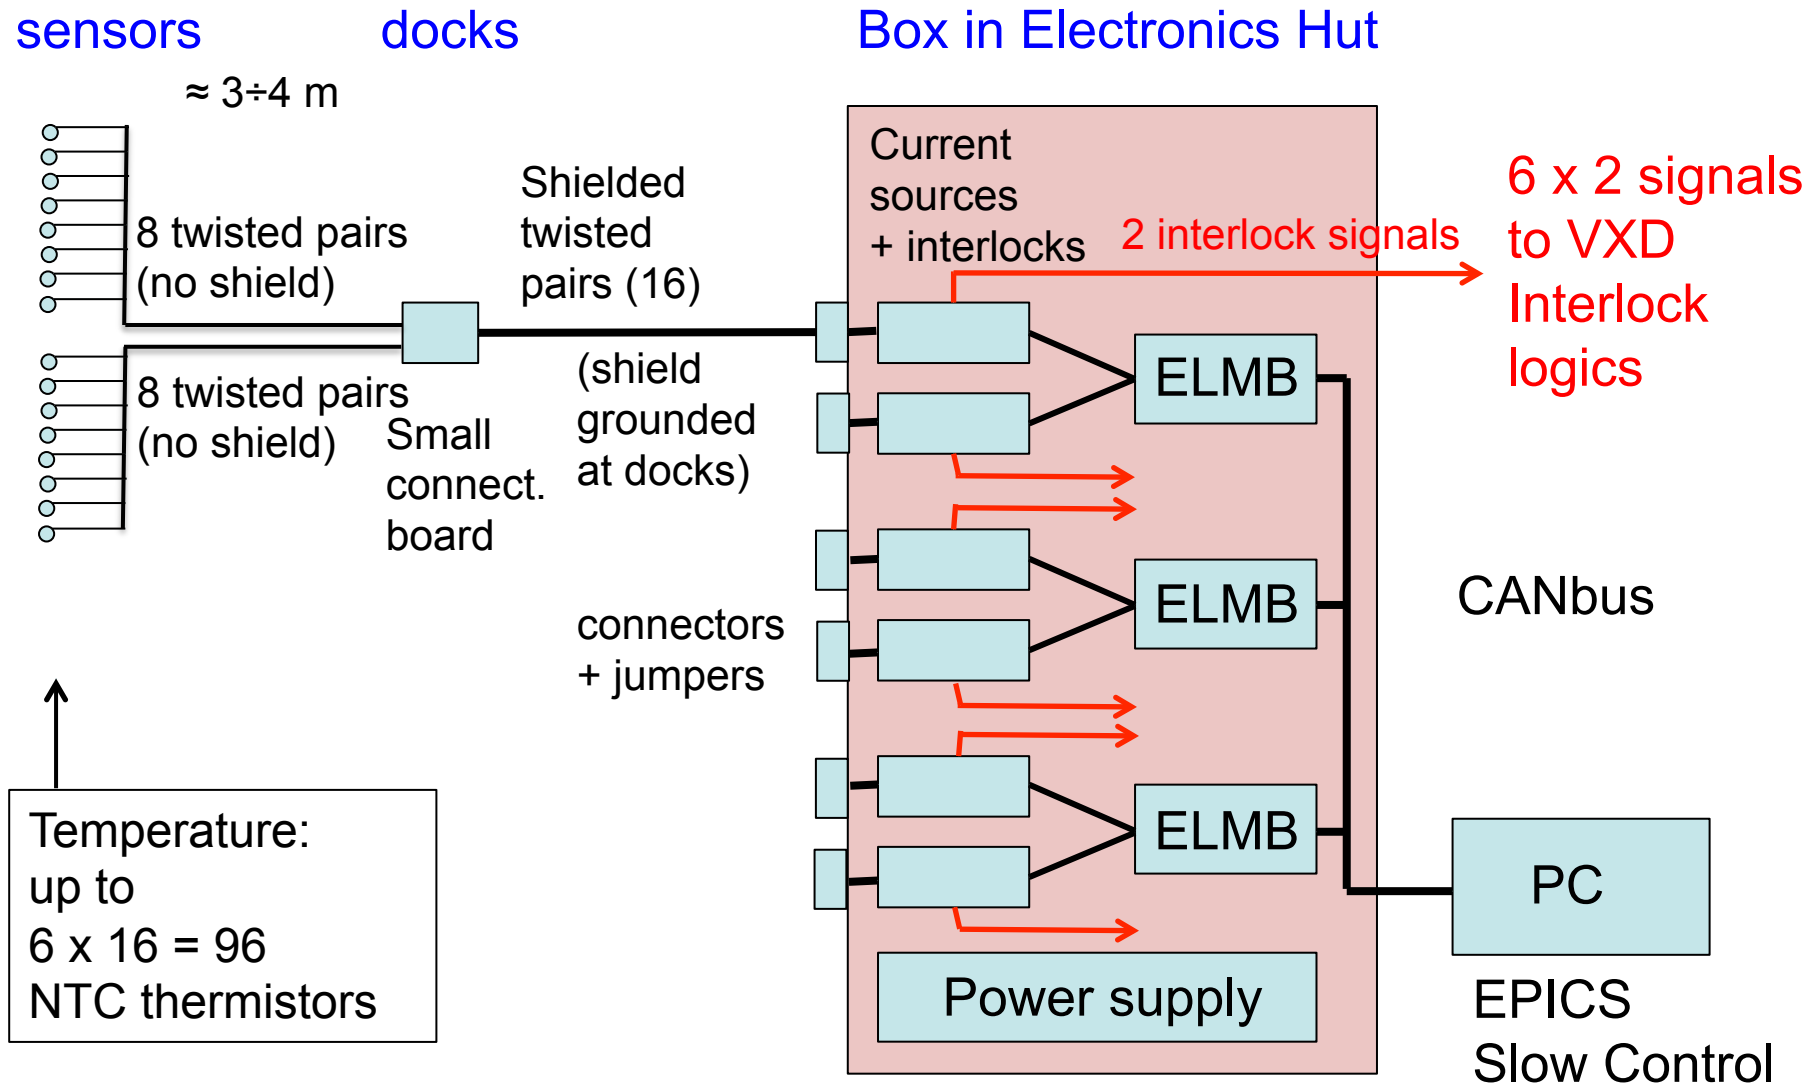 sensors
docks
Box in Electronics Hut
≈ 3÷4 m
8 twisted pairs
(no shield)
8 twisted pairs
(no shield)
Small
connect.
board
Shielded
twisted
pairs (16)
(shield
grounded
at docks)
connectors
+ jumpers
Temperature:
up to
6 x 16 = 96
NTC thermistors
Current
sources
+ interlocks
2 interlock signals
ELMB
ELMB
ELMB
Power supply
6 x 2 signals
to VXD
Interlock
logics
CANbus
PC
EPICS
Slow Control